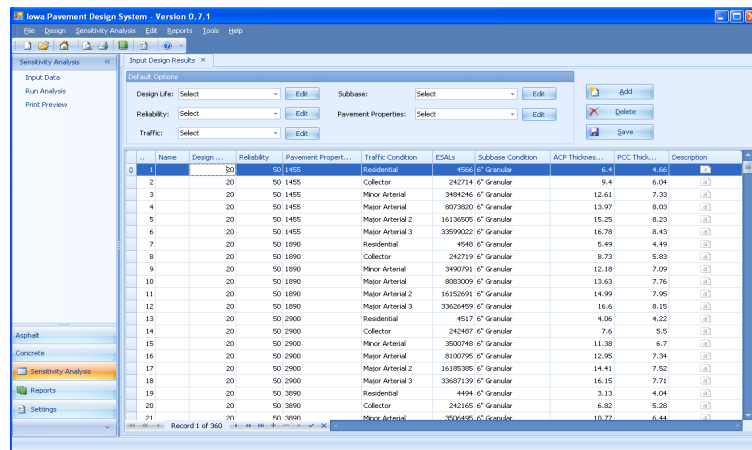 Iowa Pavement Design System - Version 0.7.1
File Design Sensitivity Analysis Edit Reports Tools Help
Sensitivity Analysis «
Input Design Results ×
Input Data
Run Analysis
Print Preview
Default Options
Design Life: Select Edit Subbase: Select Edit Add
Reliability: Select Edit Pavement Properties: Select Edit Delete
Traffic: Select Edit Save
.. Name Design ... Reliability Pavement Propert... Traffic Condition ESALs Subbase Condition ACP Thicknes... PCC Thick... Description
1 20 50 1455 Residential 4566 6" Granular 6.4 4.66
2 20 50 1455 Collector 242714 6" Granular 9.4 6.04
3 20 50 1455 Minor Arterial 3484246 6" Granular 12.61 7.33
4 20 50 1455 Major Arterial 8073820 6" Granular 13.97 8.03
5 20 50 1455 Major Arterial 2 16136505 6" Granular 15.25 8.23
6 20 50 1455 Major Arterial 3 33599022 6" Granular 16.78 8.43
7 20 50 1890 Residential 4548 6" Granular 5.49 4.49
8 20 50 1890 Collector 242719 6" Granular 8.73 5.83
9 20 50 1890 Minor Arterial 3490791 6" Granular 12.18 7.09
10 20 50 1890 Major Arterial 8083009 6" Granular 13.63 7.76
11 20 50 1890 Major Arterial 2 16152691 6" Granular 14.99 7.95
12 20 50 1890 Major Arterial 3 33626459 6" Granular 16.6 8.15
13 20 50 2900 Residential 4517 6" Granular 4.06 4.22
14 20 50 2900 Collector 242487 6" Granular 7.6 5.5
15 20 50 2900 Minor Arterial 3500748 6" Granular 11.38 6.7
16 20 50 2900 Major Arterial 8100795 6" Granular 12.95 7.34
17 20 50 2900 Major Arterial 2 16185385 6" Granular 14.41 7.52
18 20 50 2900 Major Arterial 3 33687139 6" Granular 16.15 7.71
19 20 50 3890 Residential 4494 6" Granular 3.13 4.04
20 20 50 3890 Collector 242165 6" Granular 6.82 5.28
21 20 50 3890 Minor Arterial 3506495 6" Granular 10.77 6.44
Asphalt
Concrete
Sensitivity Analysis
Reports
Settings
Record 1 of 360